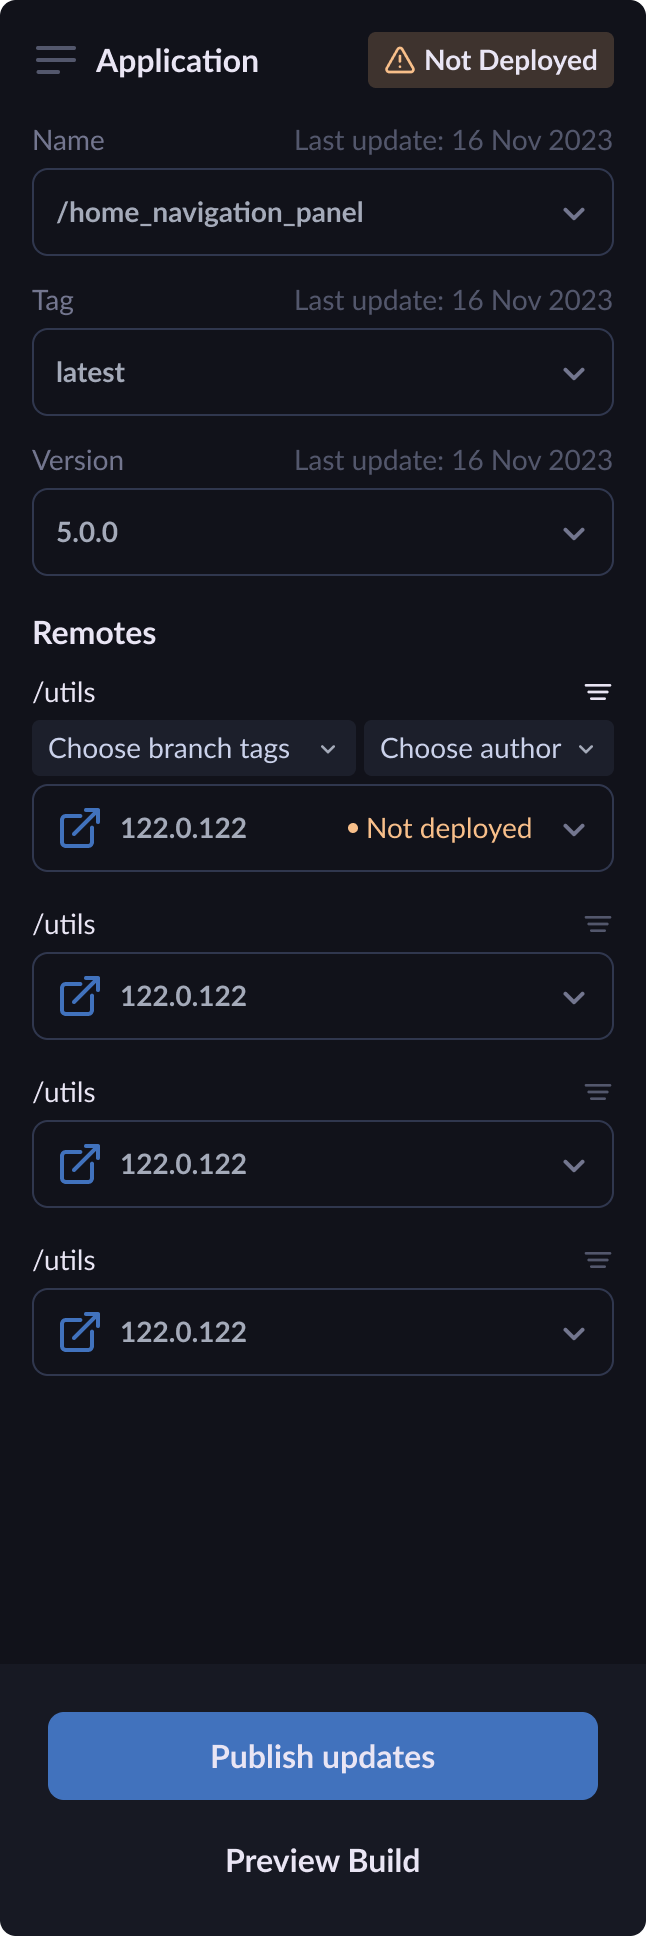 Application
Not Deployed
Name
Last update: 16 Nov 2023
/home_navigation_panel
Tag
Last update: 16 Nov 2023
latest
Version
Last update: 16 Nov 2023
5.0.0
Remotes
/utils
Choose branch tags
Choose author
122.0.122
Not deployed
/utils
122.0.122
/utils
122.0.122
/utils
122.0.122
Publish updates
Preview Build